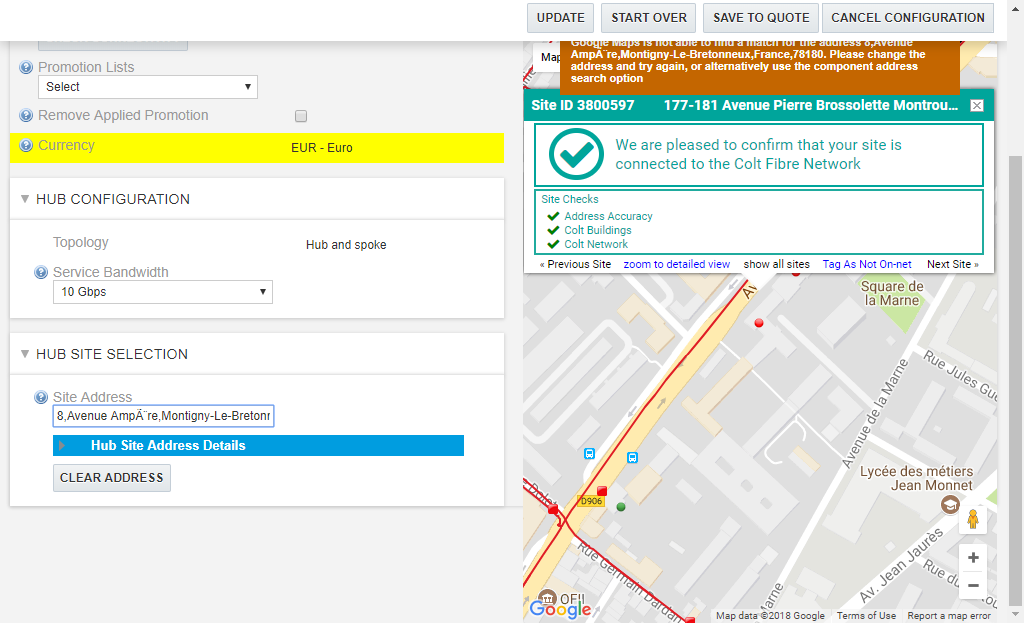 UPDATE
START OVER
SAVE TO QUOTE
CANCEL CONFIGURATION
Promotion Lists
Select
Remove Applied Promotion
Currency
EUR - Euro
HUB CONFIGURATION
Topology
Hub and spoke
Service Bandwidth
10 Gbps
HUB SITE SELECTION
Site Address
8,Avenue AmpÃ¨re,Montigny-Le-Bretonn
Hub Site Address Details
CLEAR ADDRESS
Map
Google Maps is not able to find a match for the address 8,Avenue
AmpÃ¨re,Montigny-Le-Bretonneux,France,78180. Please change the
address and try again, or alternatively use the component address
search option
Site ID 3800597
177-181 Avenue Pierre Brossolette Montrou...
We are pleased to confirm that your site is
connected to the Colt Fibre Network
Site Checks
Address Accuracy
Colt Buildings
Colt Network
« Previous Site
zoom to detailed view
show all sites
Tag As Not On-net
Next Site »
Av
Square de
la Marne
Rue Jules Gue
Avenue de la Marne
Lycée des métiers
Jean Monnet
D906
Rue Germain Dardan
Av. Jean Jaurès
Rue du
Marne
OFII
Google
Map data ©2018 Google
Terms of Use
Report a map error